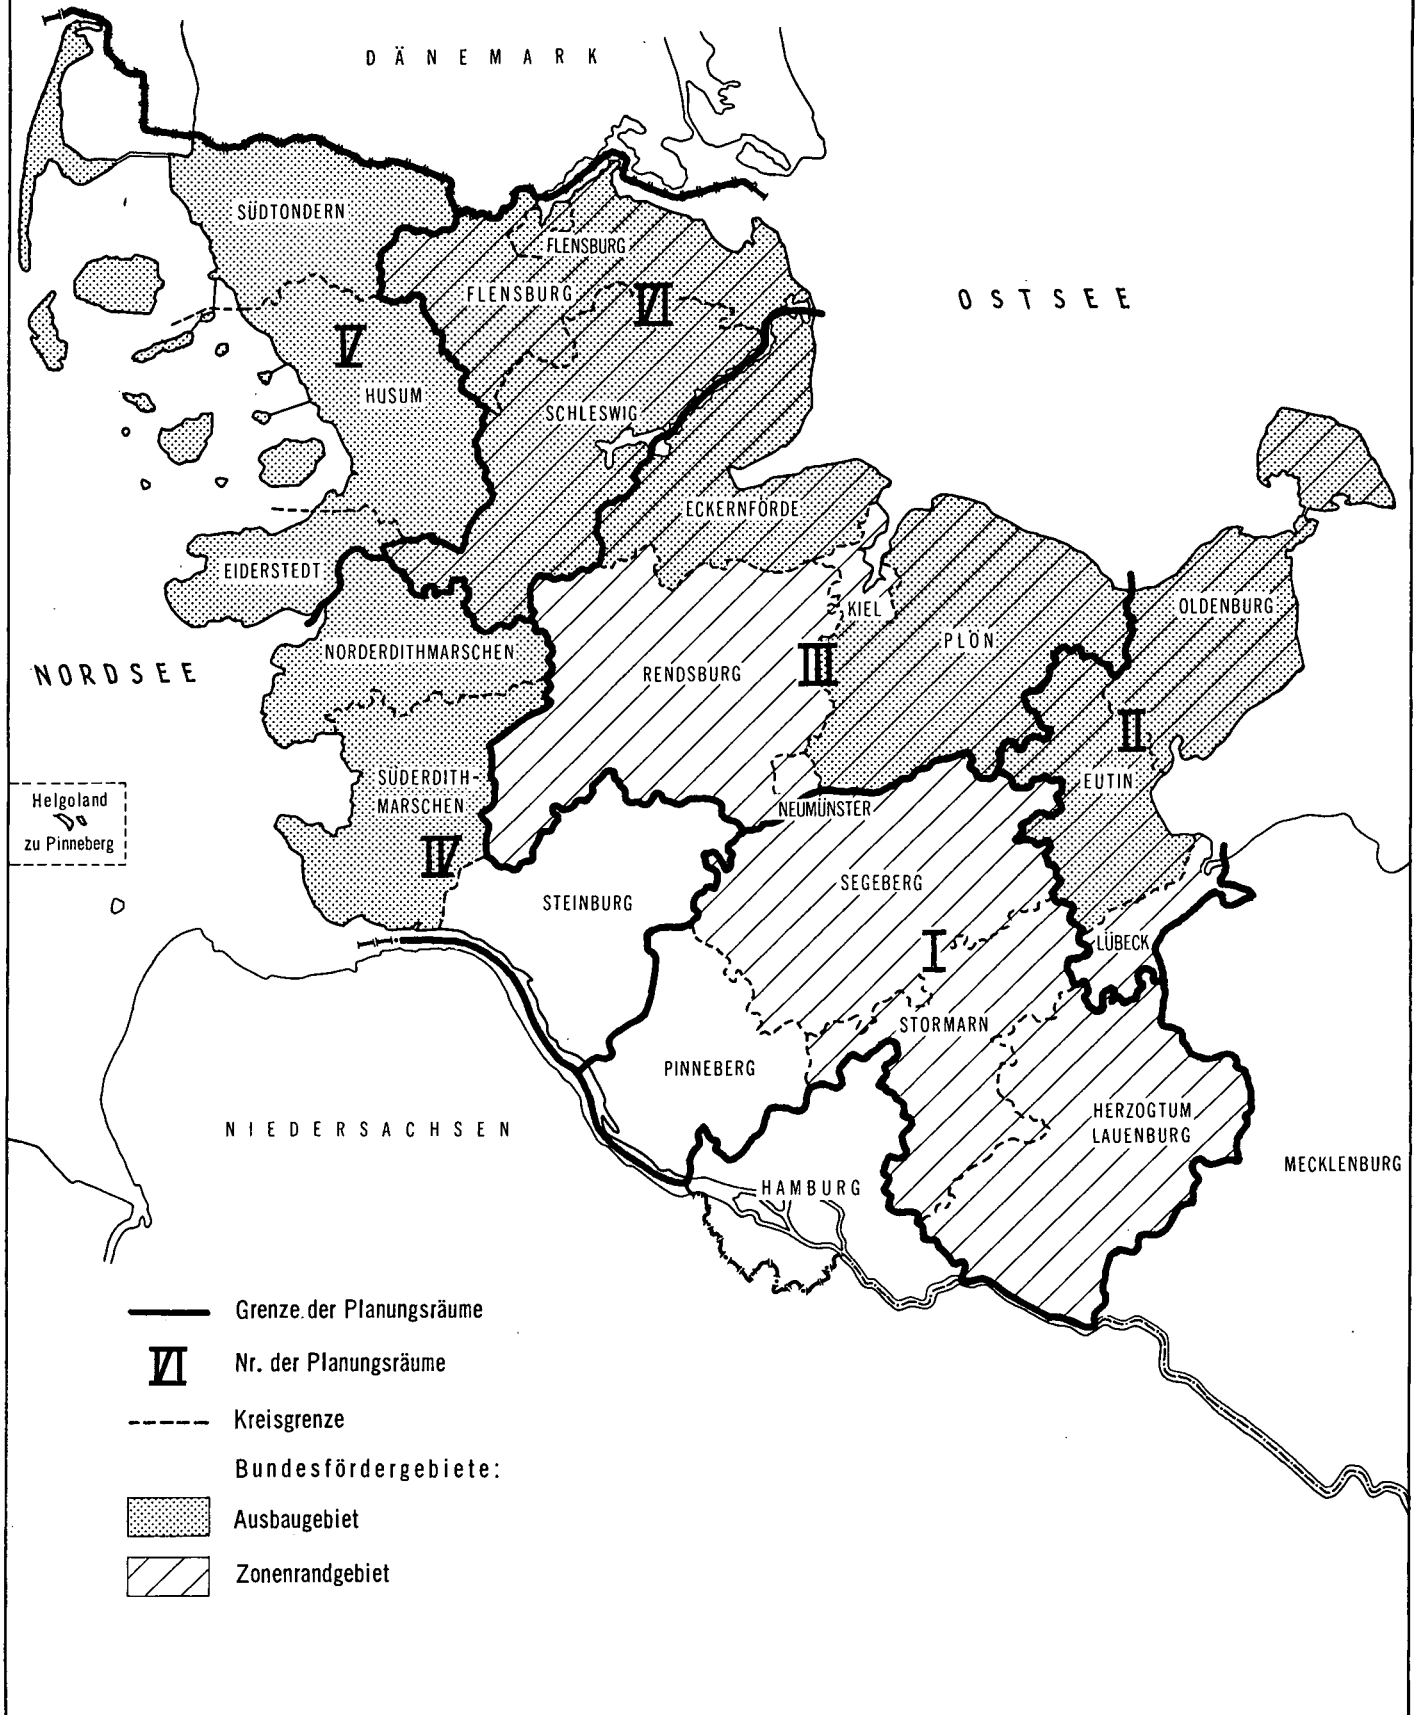 DÄNEMARK
SÜDTONDERN
FLENSBURG
FLENSBURG
VI
OSTSEE
V
HUSUM
SCHLESWIG
ECKERNFÖRDE
EIDERSTEDT
KIEL
OLDENBURG
NORDERDITHMARSCHEN
PLÖN
NORDSEE
RENDSBURG
III
II
SÜDERDITH-
MARSCHEN
EUTIN
Helgoland
zu Pinneberg
NEUMÜNSTER
IV
SEGEBERG
STEINBURG
I
LÜBECK
STORMARN
PINNEBERG
HERZOGTUM
LAUENBURG
NIEDERSACHSEN
MECKLENBURG
HAMBURG
Grenze der Planungsräume
VI
Nr. der Planungsräume
Kreisgrenze
Bundesfördergebiete:
Ausbaugebiet
Zonenrandgebiet